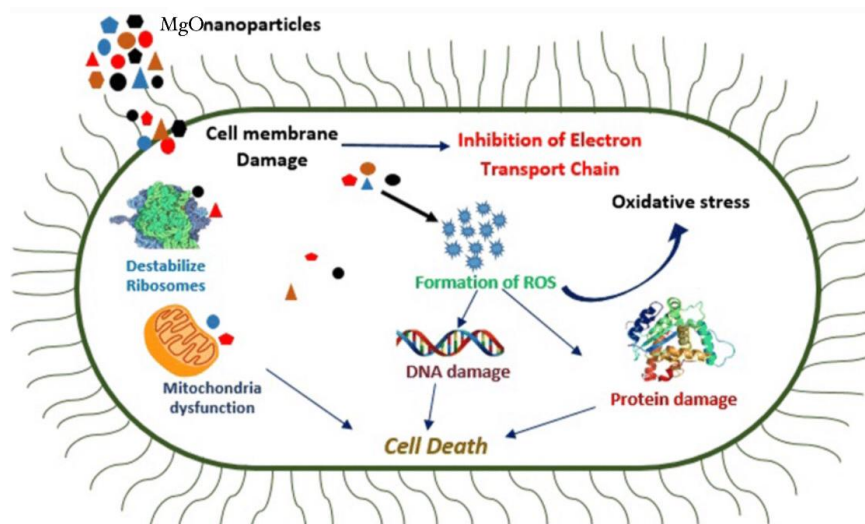 MgOnanoparticles
Cell membrane
Damage
Inhibition of Electron
Transport Chain
Oxidative stress
Destabilize
Ribosomes
Formation of ROS
Mitochondria
dysfunction
DNA damage
Protein damage
Cell Death